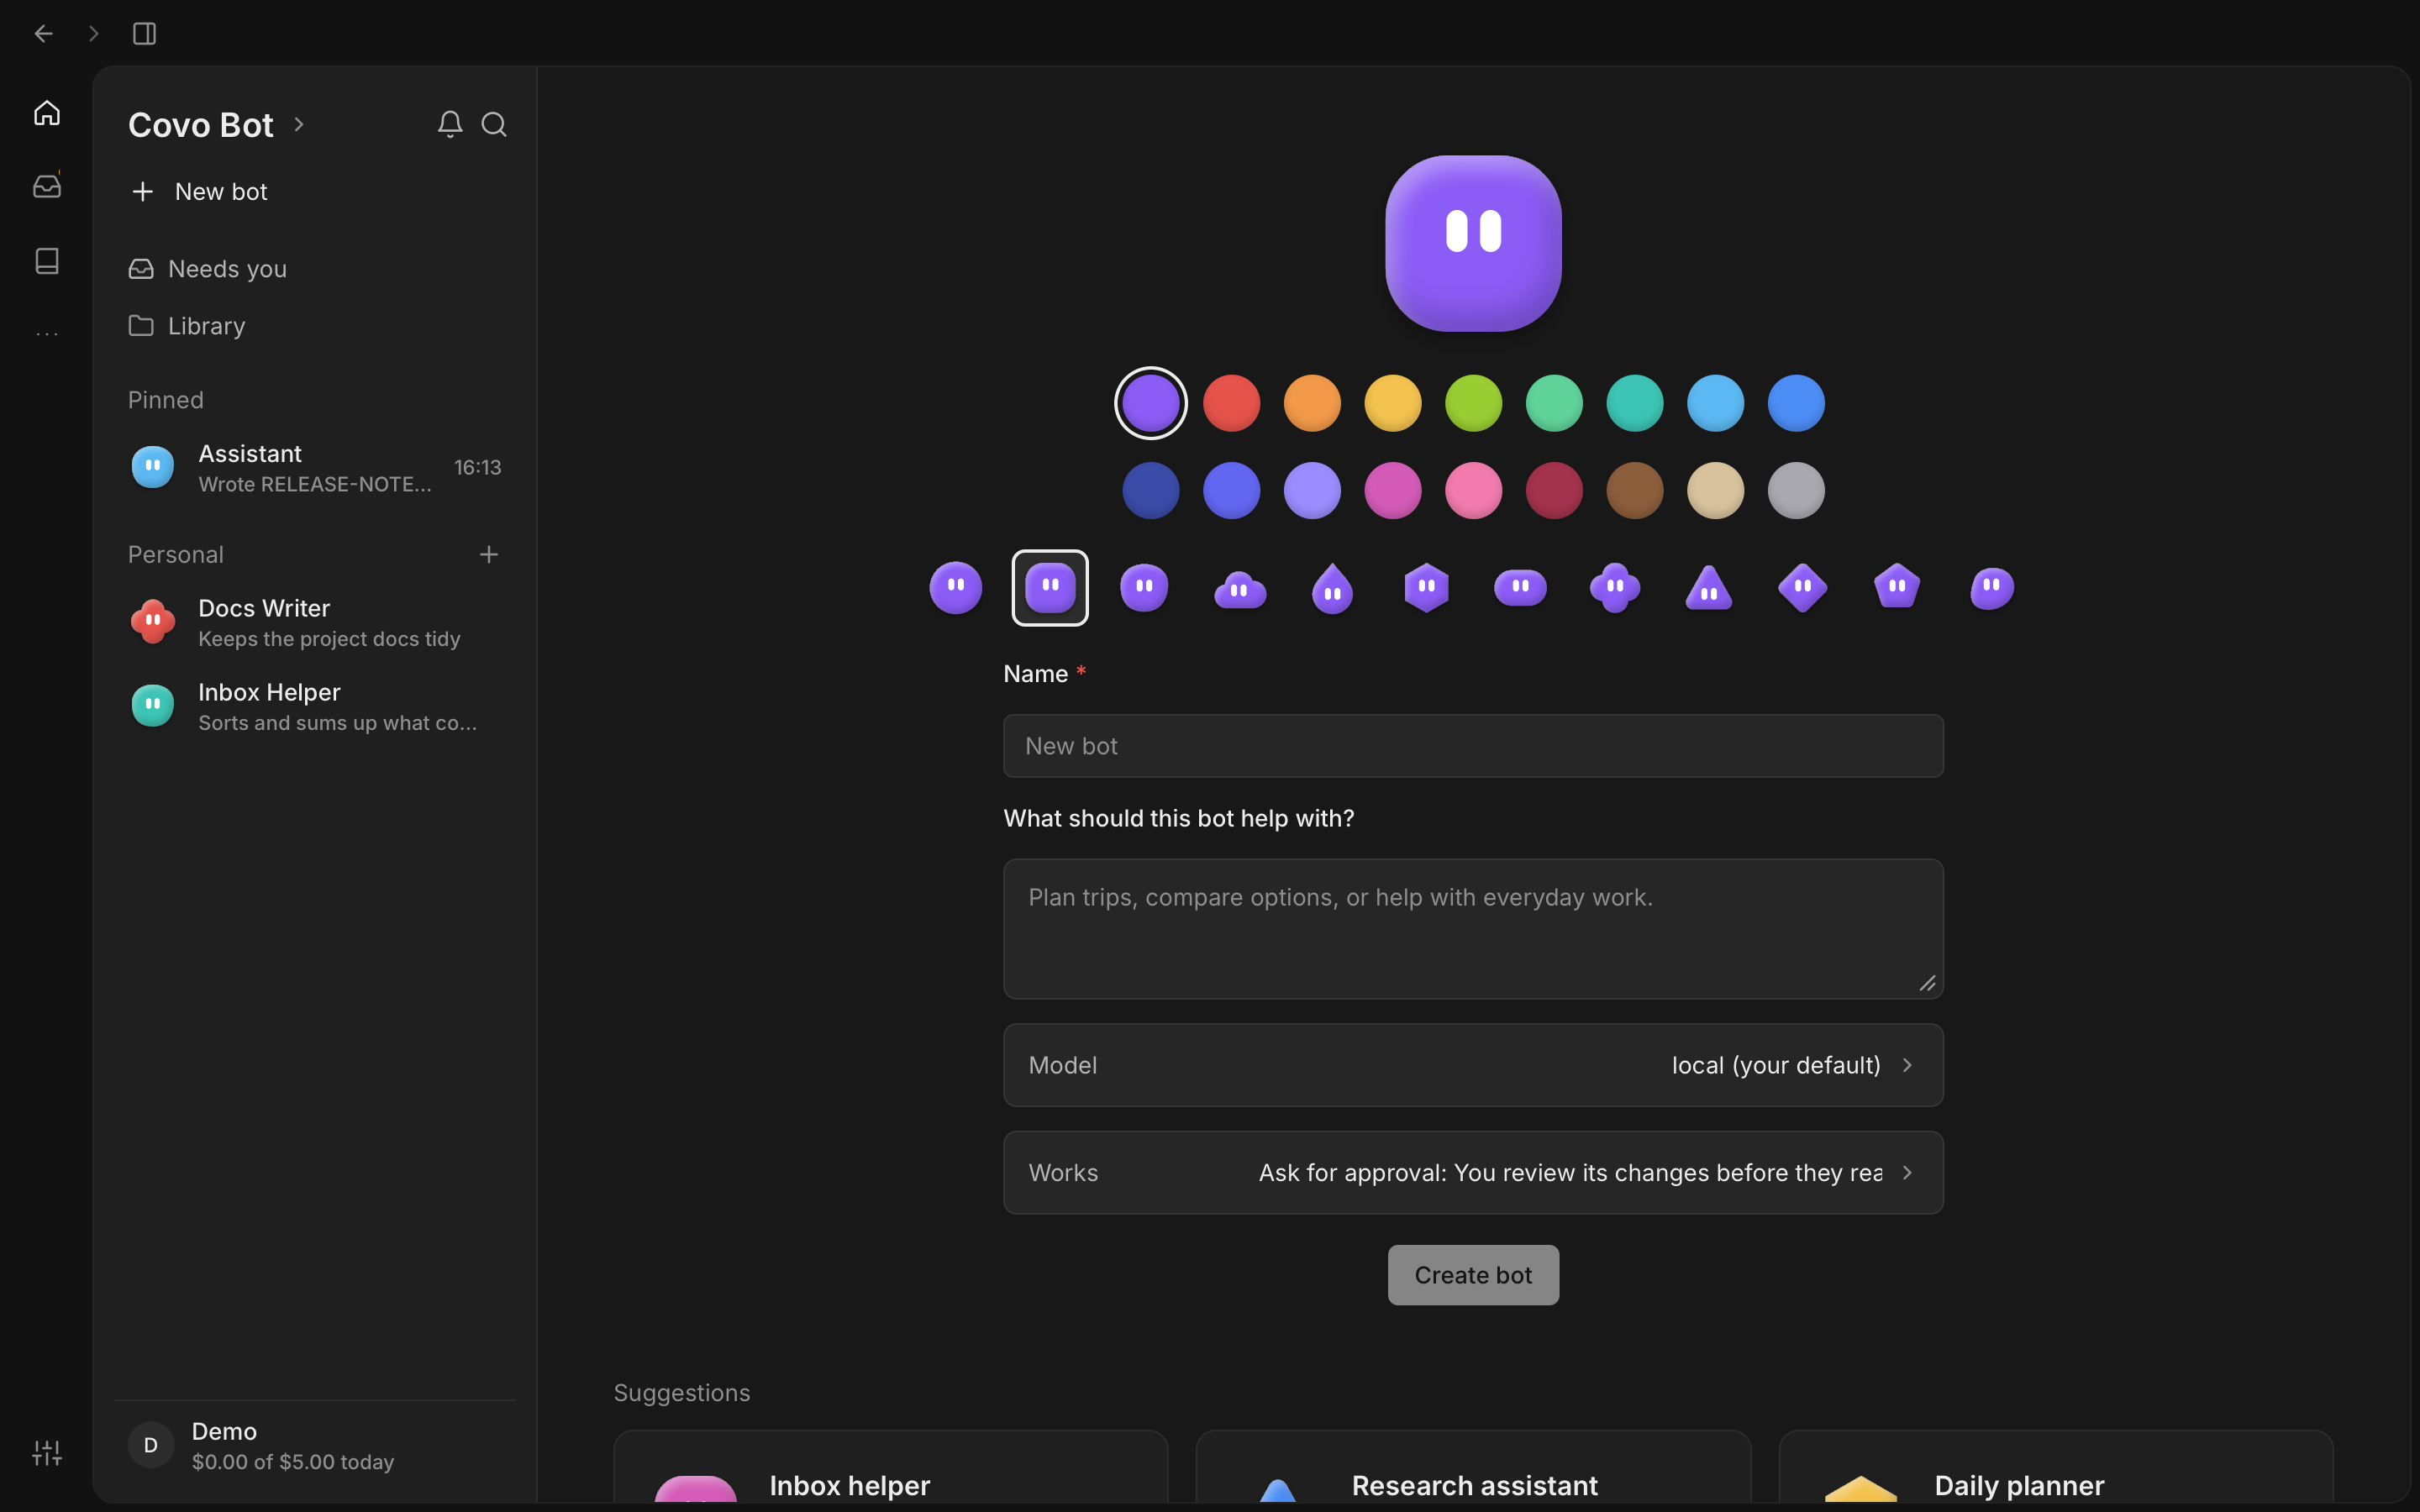 Covo Bot
New bot
Needs you
Library
Pinned
Assistant
16:13
Wrote RELEASE-NOTE...
Personal
Docs Writer
Keeps the project docs tidy
Inbox Helper
Sorts and sums up what co...
D
Demo
$0.00 of $5.00 today
Name *
New bot
What should this bot help with?
Plan trips, compare options, or help with everyday work.
Model
local (your default)
Works
Ask for approval: You review its changes before they rea
Create bot
Suggestions
Inbox helper
Research assistant
Daily planner